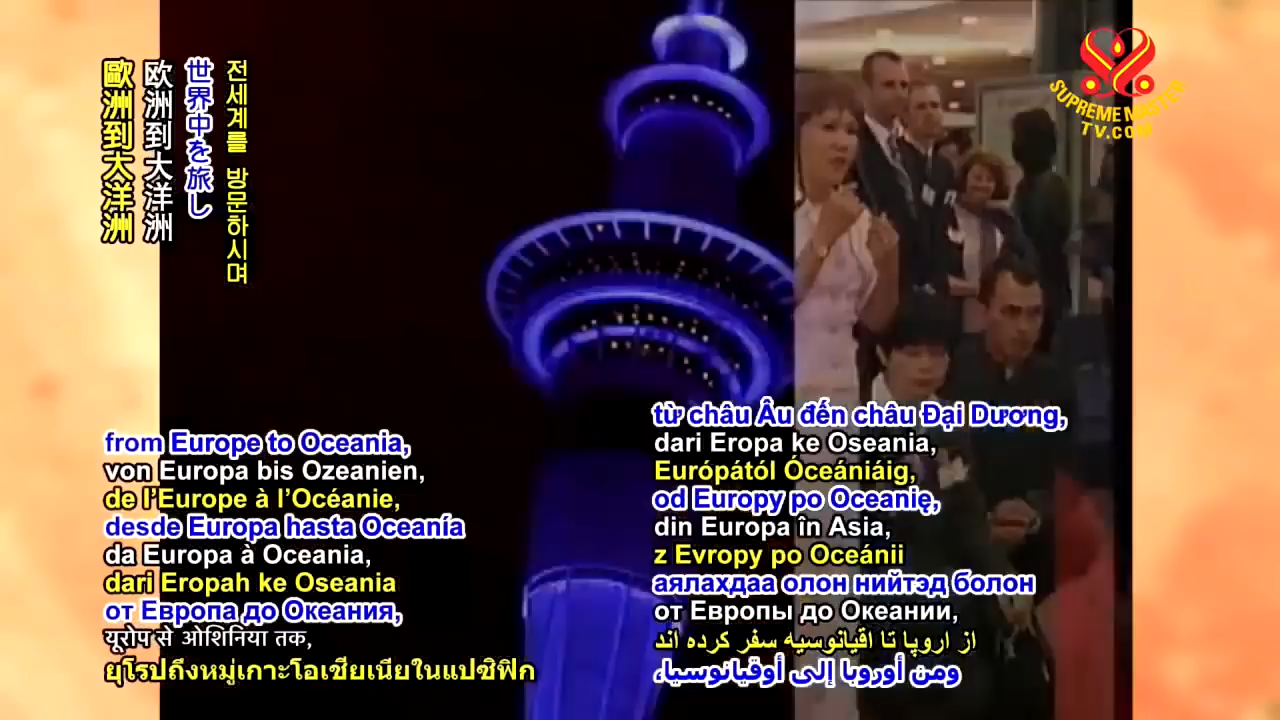 歐洲到大洋洲
欧洲到大洋洲
世界中を旅し
전세계를 방문하시며
SUPREME MASTER
TV.COM
from Europe to Oceania,
von Europa bis Ozeanien,
de l’Europe à l’Océanie,
desde Europa hasta Oceanía
da Europa à Oceania,
dari Eropah ke Oseania
от Европа до Океания,
यूरोप से ओशिनिया तक,
ยุโรปถึงหมู่เกาะโอเชียเนียในแปซิฟิก
từ châu Âu đến châu Đại Dương,
dari Eropa ke Oseania,
Európától Óceániáig,
od Europy po Oceanię,
din Europa în Asia,
z Evropy po Oceánii
аялахдаа олон нийтэд болон
от Европы до Океании,
از اروپا تا اقیانوسیه سفر کرده اند
ومن أوروبا إلى أوقيانوسيا،